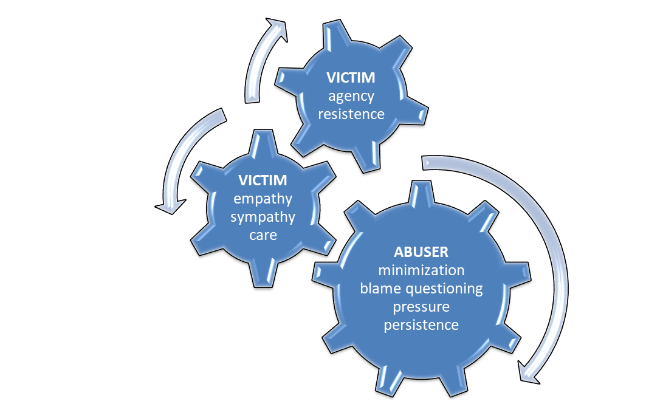 VICTIM
agency
resistence
VICTIM
empathy
sympathy
care
ABUSER
minimization
blame questioning
pressure
persistence